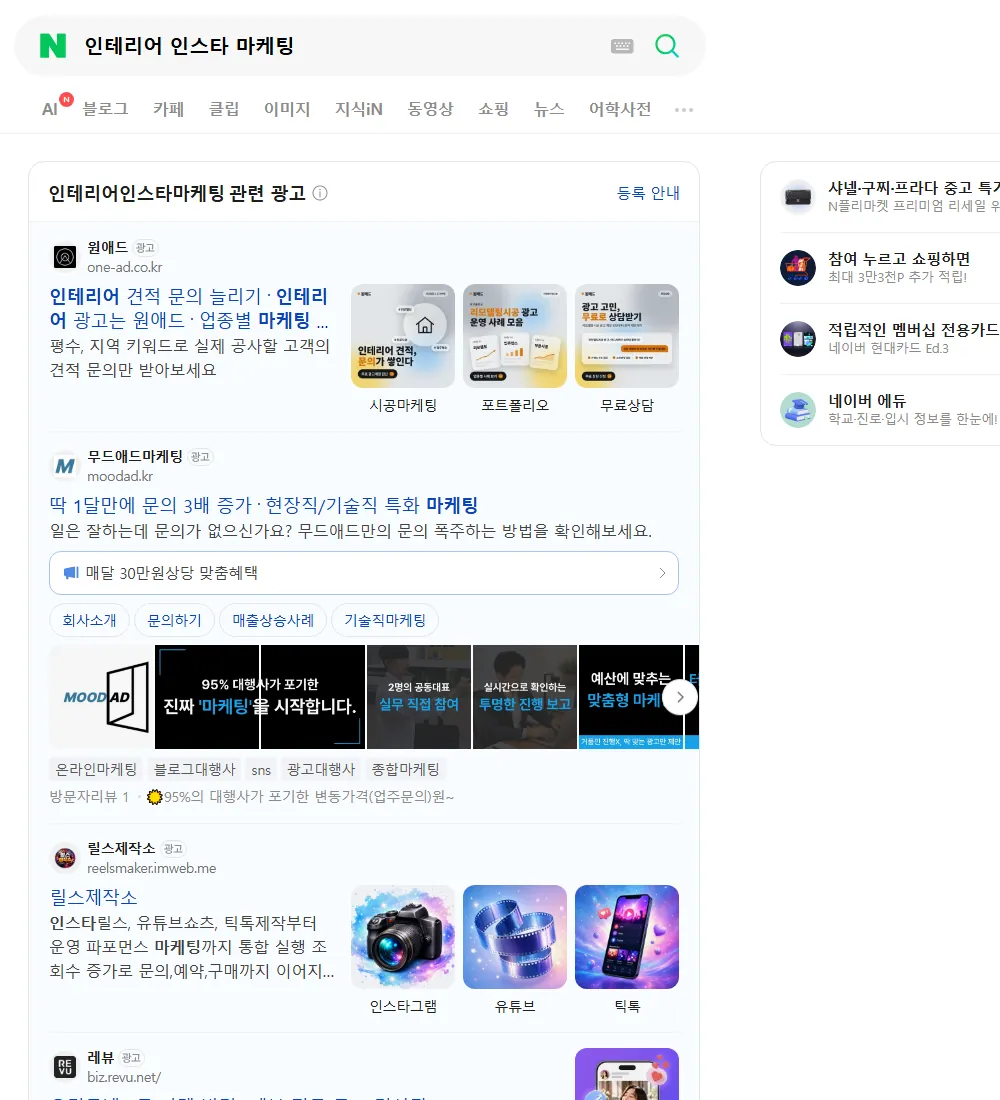 인테리어 인스타 마케팅
AI N 블로그 카페 클립 이미지 지식iN 동영상 쇼핑 뉴스 어학사전
인테리어인스타마케팅 관련 광고
등록 안내
원애드 광고
one-ad.co.kr
인테리어 견적 문의 늘리기 · 인테리
어 광고는 원애드 · 업종별 마케팅 ...
평수, 지역 키워드로 실제 공사할 고객의
견적 문의만 받아보세요
인테리어 견적,
문의가 쌓인다
리모델링시공 광고
운영 사례 모음
광고 고민,
무료로 상담받기
시공마케팅 포트폴리오 무료상담
무드애드마케팅 광고
moodad.kr
딱 1달만에 문의 3배 증가 · 현장직/기술직 특화 마케팅
일은 잘하는데 문의가 없으신가요? 무드애드만의 문의 폭주하는 방법을 확인해보세요.
매달 30만원상당 맞춤혜택
회사소개 문의하기 매출상승사례 기술직마케팅
MOOD AD
95% 대행사가 포기한
진짜 '마케팅'을 시작합니다.
2명의 공동대표
실무 직접 참여
실시간으로 확인하는
투명한 진행 보고
예산에 맞추는
맞춤형 마케
거품인 진행X, 딱 맞는 광고만 제안
온라인마케팅 블로그대행사 sns 광고대행사 종합마케팅
방문자리뷰 1 · 95%의 대행사가 포기한 변동가격(업주문의)원~
릴스제작소 광고
reelsmaker.imweb.me
릴스제작소
인스타릴스, 유튜브쇼츠, 틱톡제작부터
운영 파포먼스 마케팅까지 통합 실행 조
회수 증가로 문의,예약,구매까지 이어지...
인스타그램 유튜브 틱톡
RE
VU
레뷰 광고
biz.revu.net/
샤넬·구찌·프라다 중고 특가
N플리마켓 프리미엄 리세일 위
참여 누르고 쇼핑하면
최대 3만3천P 추가 적립!
적립적인 멤버십 전용카드
네이버 현대카드 Ed.3
네이버 에듀
학교·진로·입시 정보를 한눈에!